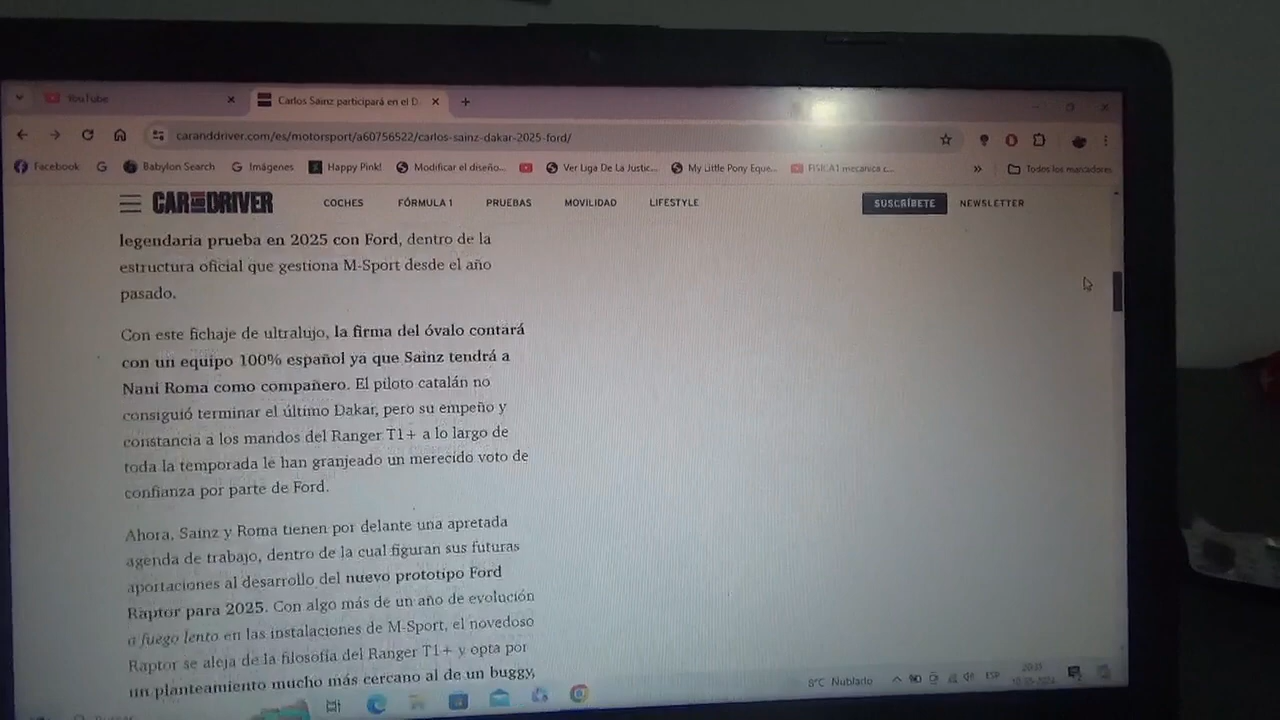 YouTube
Carlos Sainz participará en el D
caranddriver.com/es/motorsport/a60756522/carlos-sainz-dakar-2025-ford/
Facebook
Babylon Search
Imágenes
Happy Pink!
Modificar el diseño...
Ver Liga De La Justic...
My Little Pony Eque...
FISICA1 mecanica c...
Todos los marcadores
CAR AND DRIVER
COCHES
FÓRMULA 1
PRUEBAS
MOVILIDAD
LIFESTYLE
SUSCRÍBETE
NEWSLETTER
legendaria prueba en 2025 con Ford, dentro de la
estructura oficial que gestiona M-Sport desde el año
pasado.
Con este fichaje de ultralujo, la firma del óvalo contará
con un equipo 100% español ya que Sainz tendrá a
Nani Roma como compañero. El piloto catalán no
consiguió terminar el último Dakar, pero su empeño y
constancia a los mandos del Ranger T1+ a lo largo de
toda la temporada le han granjeado un merecido voto de
confianza por parte de Ford.
Ahora, Sainz y Roma tienen por delante una apretada
agenda de trabajo, dentro de la cual figuran sus futuras
aportaciones al desarrollo del nuevo prototipo Ford
Raptor para 2025. Con algo más de un año de evolución
a fuego lento en las instalaciones de M-Sport, el novedoso
Raptor se aleja de la filosofía del Ranger T1+ y opta por
un planteamiento mucho más cercano al de un buggy,
8°C Nublado
ESP